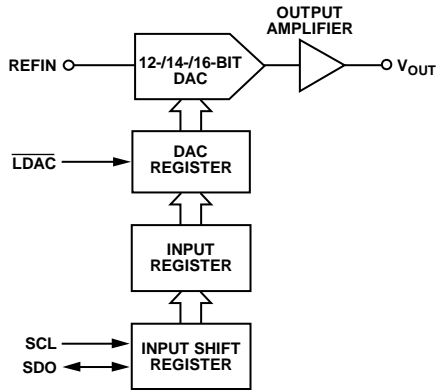 OUTPUT
AMPLIFIER
REFIN
12-/14-/16-BIT
DAC
VOUT
LDAC
DAC
REGISTER
INPUT
REGISTER
SCL
SDO
INPUT SHIFT
REGISTER